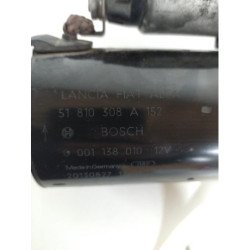 LANCIA FIAT ALFA
51 810 308 A 152
BOSCH
0 001 138 010 12V
Made in Germany